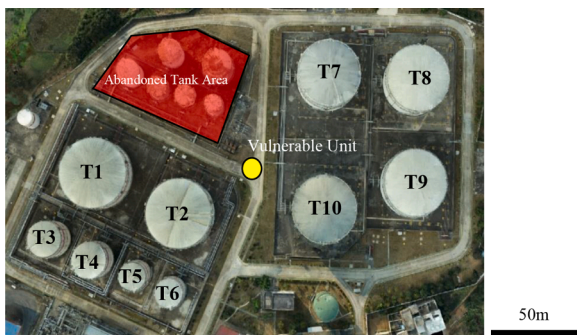 T7
T8
Abandoned Tank Area
Vulnerable Unit
T1
T9
T2
T10
T3
T4
T5
T6
50m